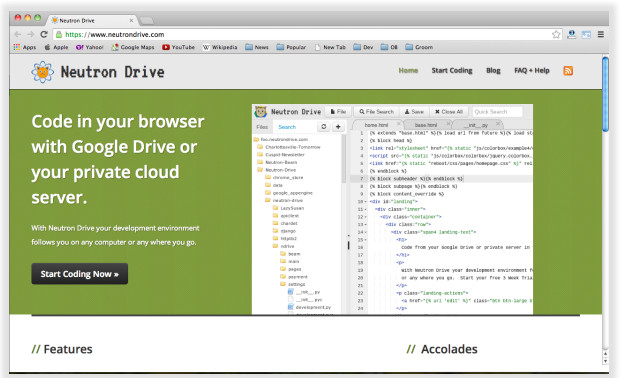 Neutron Drive
https://www.neutrondrive.com
Apps Apple Yahoo! Google Maps YouTube Wikipedia News Popular New Tab Dev OB Groom
Neutron Drive
Home Start Coding Blog FAQ + Help
Code in your browser
with Google Drive or
your private cloud
server.
With Neutron Drive your development environment
follows you on any computer or any where you go.
Start Coding Now »
Neutron Drive File File Search Save Close All Quick Search
Files Search
home.html base.html __init__.py
foo.neutrondrive.com
Charlottesville-Tomorrow
Cuspot-Newsletter
Neutron-Beam
Neutron-Drive
chrome_store
data
google_appengine
neutron-drive
LazySusan
apiclient
chardet
django
httplib2
ndrive
beam
main
pages
payment
settings
__init__.py
__init__.pyc
development.py
1 {% extends "base.html" %}{% load url from future %}{% load
2 {% block head %}
3 <link rel="stylesheet" href="{% static "js/colorbox/example4/
4 <script src="{% static "js/colorbox/colorbox/jquery.colorbox.
5 <link href="{% static "reboot/css/pages/homepage.css" %}" rel
6 {% endblock %}
7 {% block subheader %}{% endblock %}
8 {% block subpage %}{% endblock %}
9 {% block content_override %}
10 <div id="landing">
11 <div class="inner">
12 <div class="container">
13 <div class="row">
14 <div class="span4 landing-text">
15 <h1>
16 Code from your Google Drive or private server in
17 </h1>
18 <p>
19 With Neutron Drive your development environment
20 or any where you go. Start your free 3 Week Tria
21 </p>
22 <p class="landing-actions">
23 <a href="{% url 'edit' %}" class="btn btn-large
// Features
// Accolades